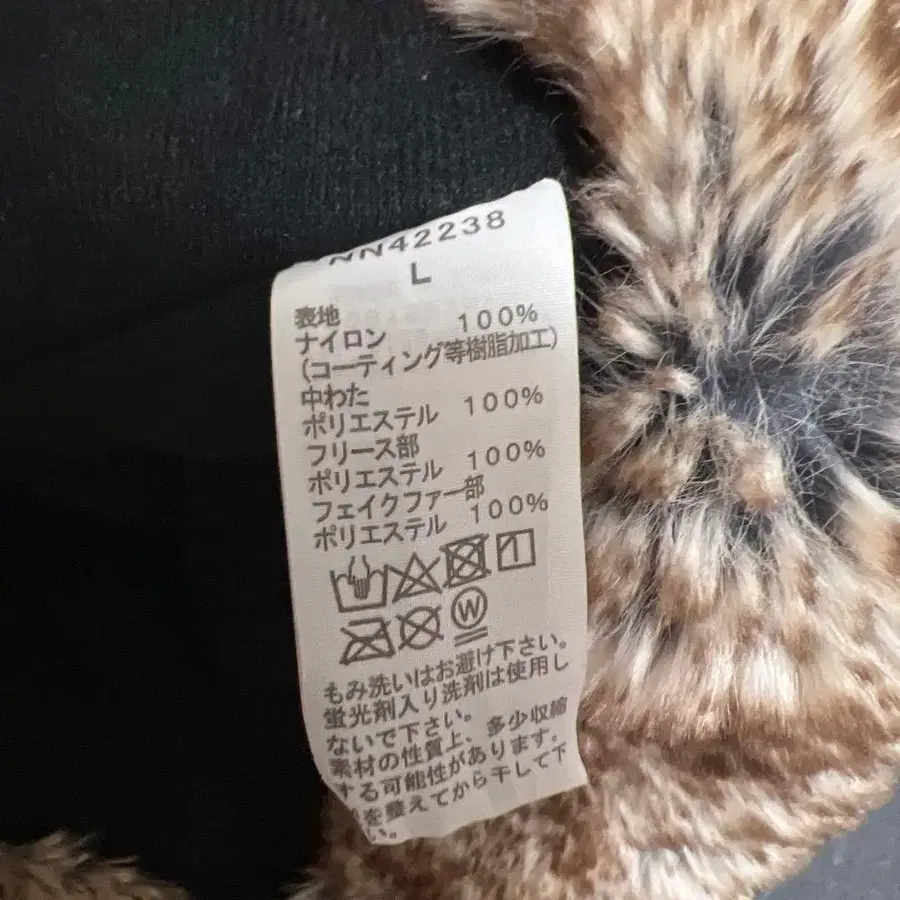 NN42238
L
表地
ナイロン 100%
(コーティング等樹脂加工)
中わた
ポリエステル 100%
フリース部
ポリエステル 100%
フェイクファー部
ポリエステル 100%
W
もみ洗いはお避け下さい。
蛍光剤入り洗剤は使用し
ないで下さい。
素材の性質上、多少収縮
する可能性があります。
を整えてから干して下
い。